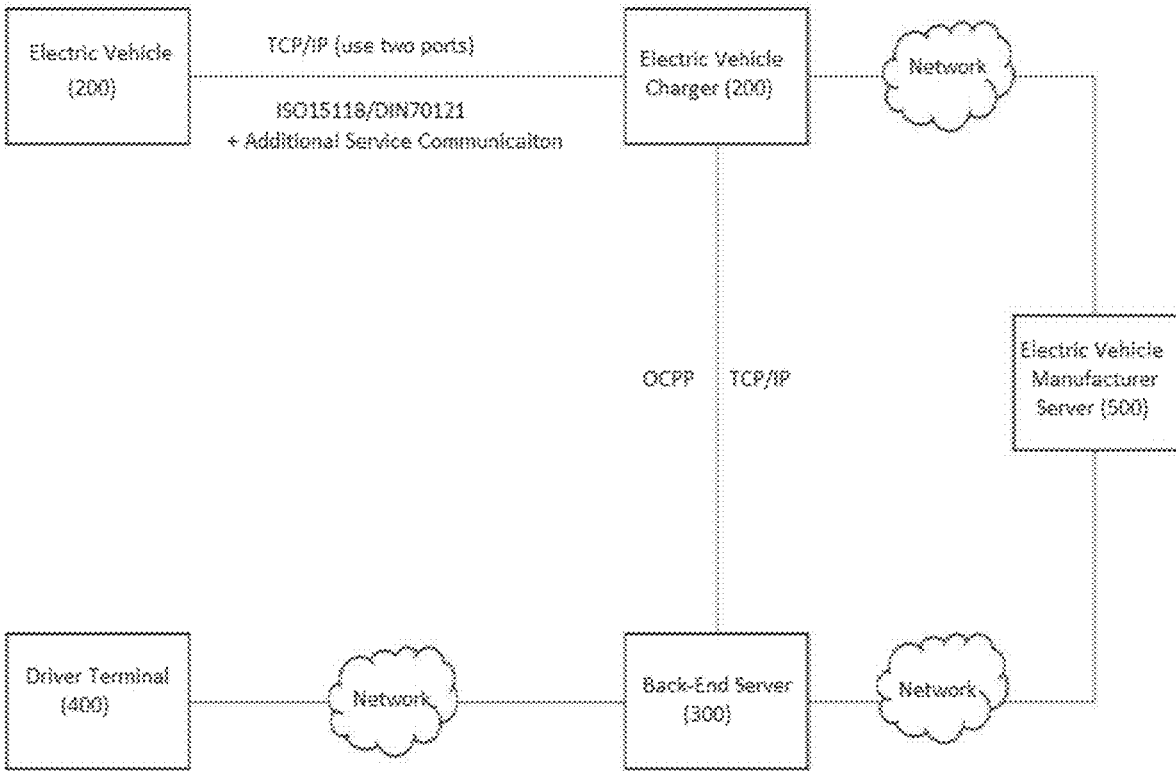 Electric Vehicle
(200)
TCP/IP (use two ports)
ISO15118/DIN70121
+ Additional Service Communicaiton
Electric Vehicle
Charger (200)
Network
OCPP
TCP/IP
Electric Vehicle
Manufacturer
Server (500)
Driver Terminal
(400)
Network
Back-End Server
(300)
Network